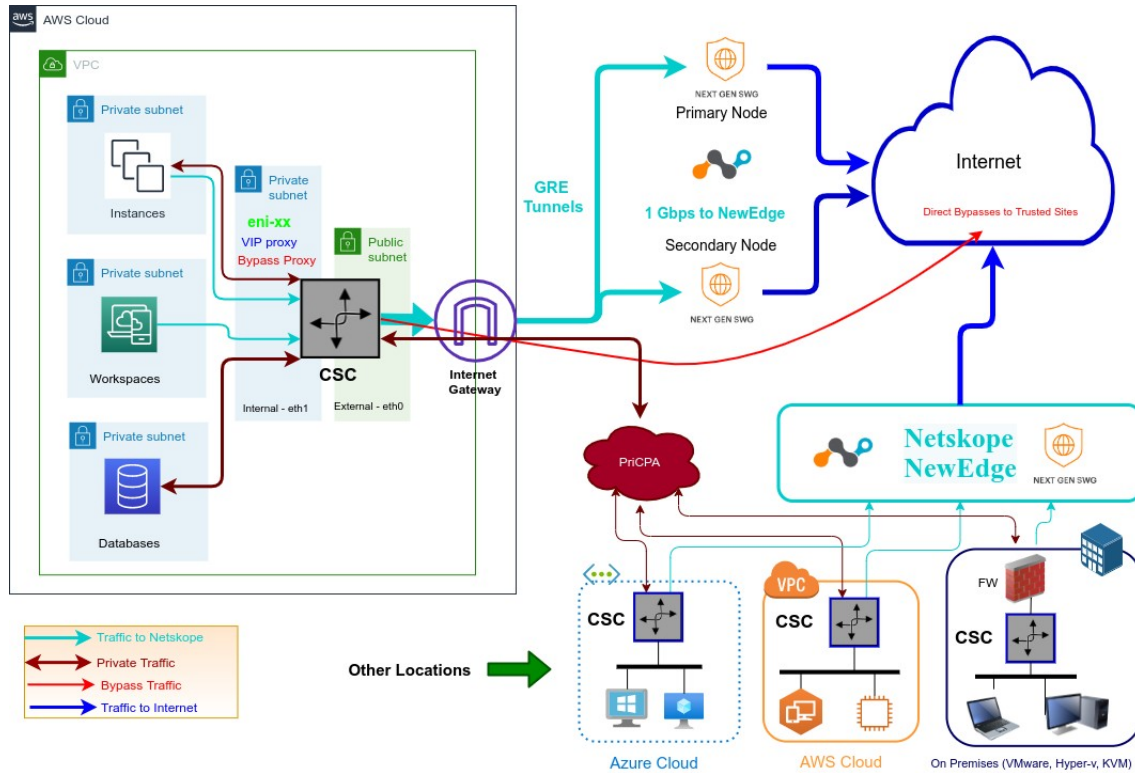 aws
AWS Cloud
VPC
Private subnet
Instances
Private subnet
eni-xx
VIP proxy
Bypass Proxy
Public
subnet
Private subnet
Workspaces
CSC
Internal - eth1
External - eth0
Internet
Gateway
Private subnet
Databases
GRE
Tunnels
NEXT GEN SWG
Primary Node
1 Gbps to NewEdge
Secondary Node
NEXT GEN SWG
Internet
Direct Bypasses to Trusted Sites
PriCPA
Netskope
NewEdge
NEXT GEN SWG
Traffic to Netskope
Private Traffic
Bypass Traffic
Traffic to Internet
Other Locations
CSC
Azure Cloud
VPC
CSC
AWS Cloud
FW
CSC
On Premises (VMware, Hyper-v, KVM)